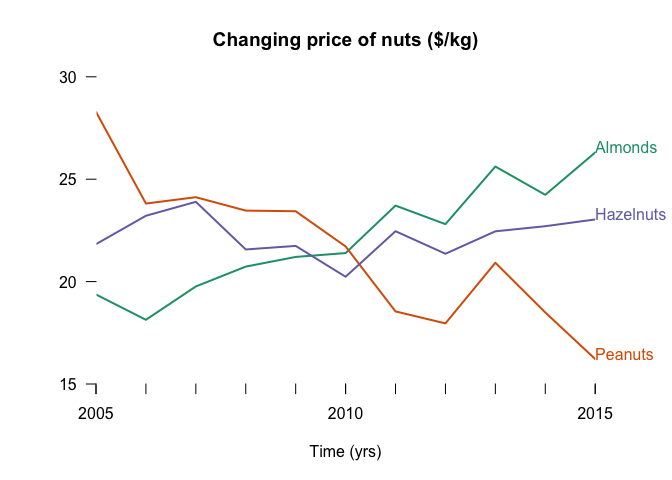 Changing price of nuts ($/kg)
30
25
20
15
Almonds
Hazelnuts
Peanuts
2005 2010 2015
Time (yrs)